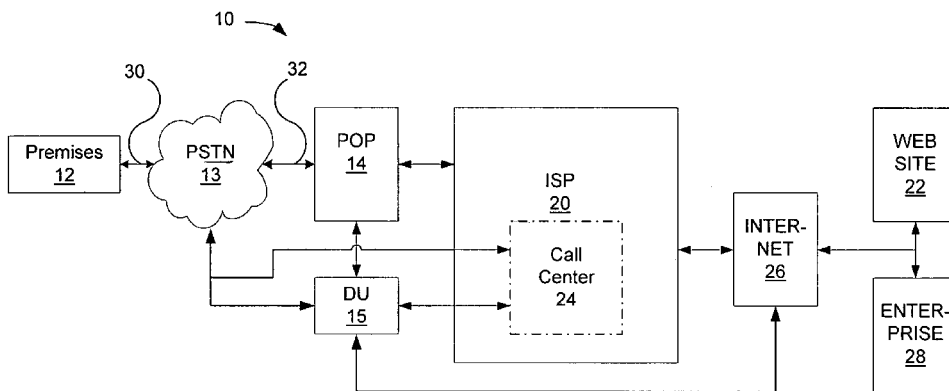 10
30
32
Premises
12
PSTN
13
POP
14
ISP
20
WEB
SITE
22
INTER-
NET
26
Call
Center
24
DU
15
ENTER-
PRISE
28